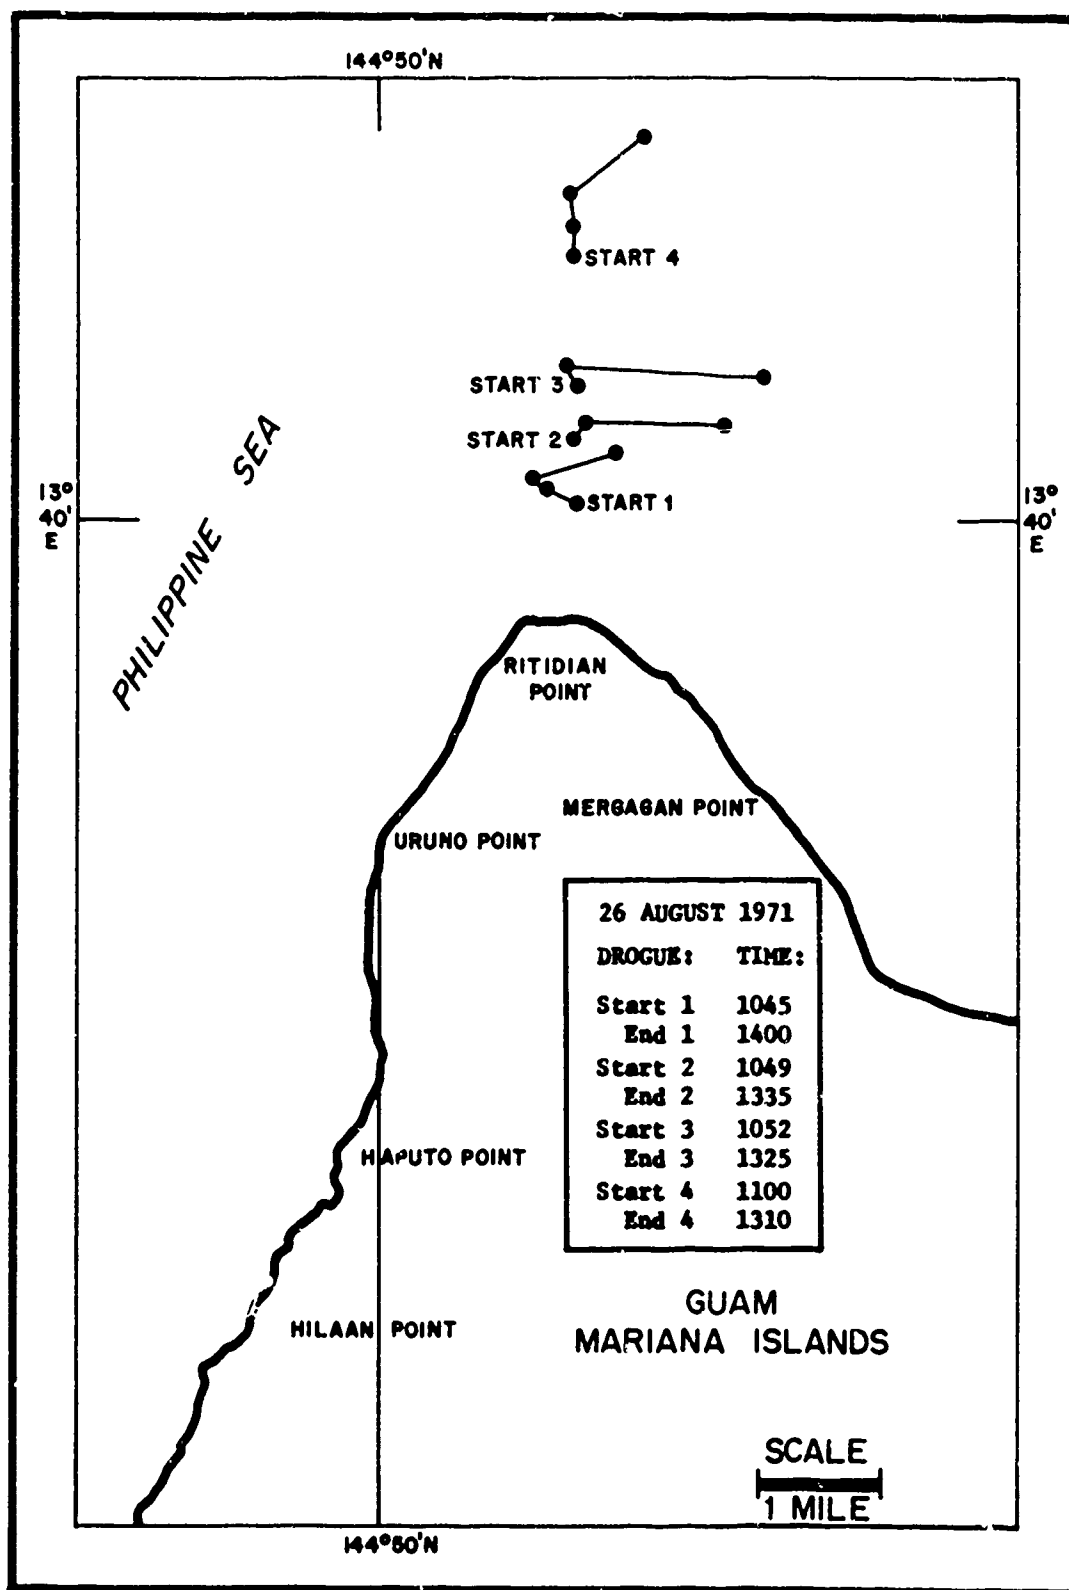 144°50'N
START 4
START 3
START 2
START 1
13°
40'
E
13°
40'
E
PHILIPPINE SEA
RITIDIAN
POINT
MERGAGAN POINT
URUNO POINT
26 AUGUST 1971
DROGUE: TIME:
Start 1 1045
End 1 1400
Start 2 1049
End 2 1335
Start 3 1052
End 3 1325
Start 4 1100
End 4 1310
HAPUTO POINT
HILAAN POINT
GUAM
MARIANA ISLANDS
SCALE
1 MILE
144°50'N